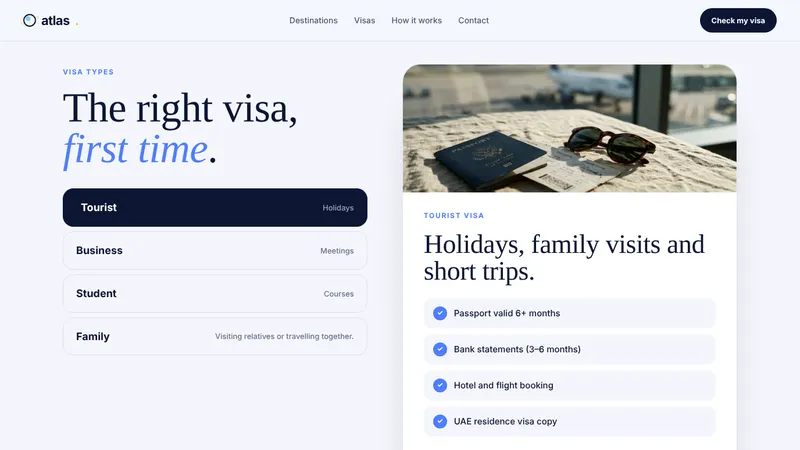 atlas.
Destinations
Visas
How it works
Contact
Check my visa
VISA TYPES
The right visa,
first time.
Tourist
Holidays
Business
Meetings
Student
Courses
Family
Visiting relatives or travelling together.
PASSPORT
TOURIST VISA
Holidays, family visits and
short trips.
Passport valid 6+ months
Bank statements (3–6 months)
Hotel and flight booking
UAE residence visa copy